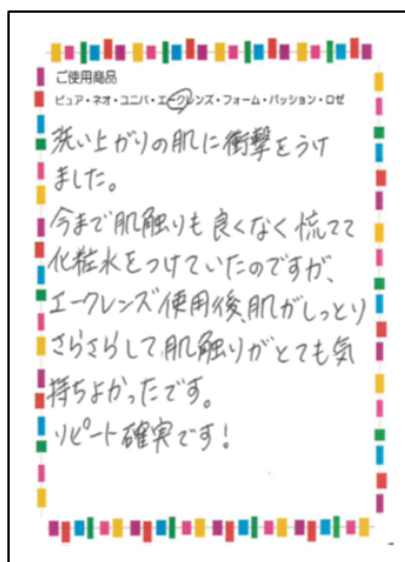 ご使用商品
ピュア・ネオ・ユニバ・エークレンズ・フォーム・パッション・ロゼ
洗い上がりの肌に衝撃をうけ
ました。
今まで肌触りも良くなく慌てて
化粧水をつけていたのですが、
エークレンズ使用後、肌がしっとり
さらさらして肌触りがとても気
持ちよかったです。
リピート確実です!